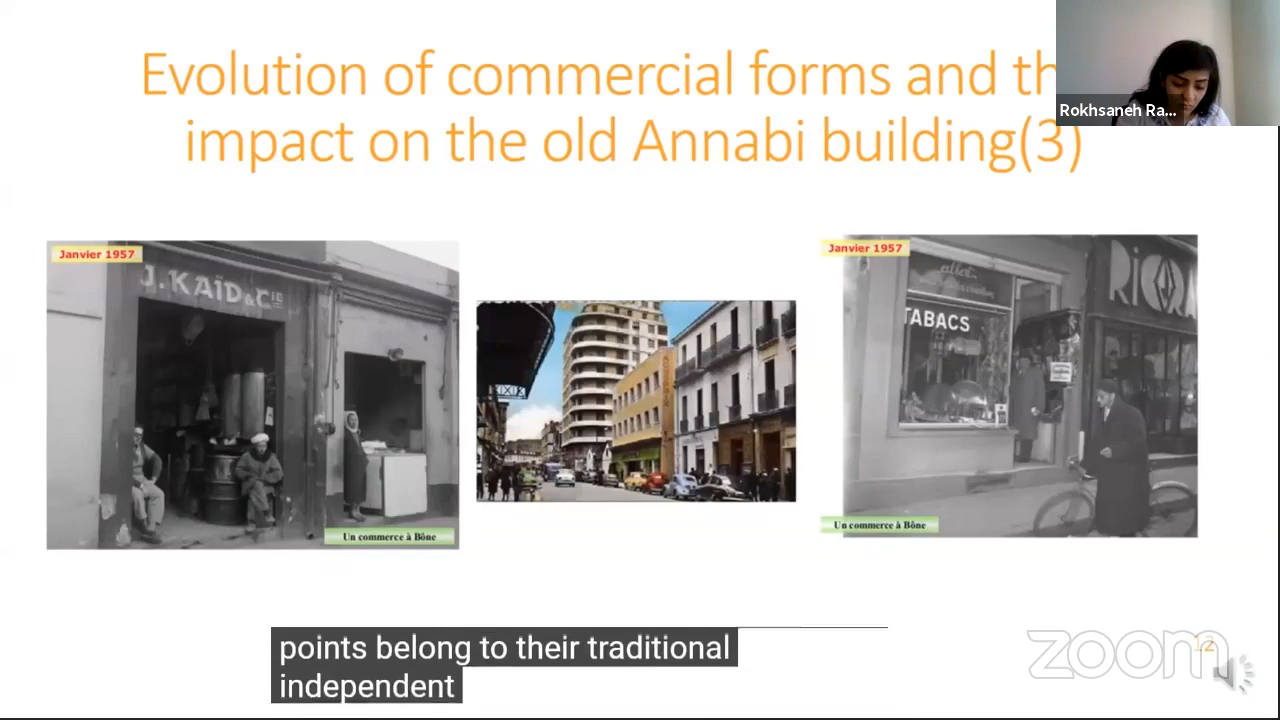 Evolution of commercial forms and th
impact on the old Annabi building(3)
Rokhsaneh Ra...
Janvier 1957
J. KAÏD & Cie
Un commerce à Bône
Janvier 1957
TABACS
Un commerce à Bône
points belong to their traditional
independent
12
zoom